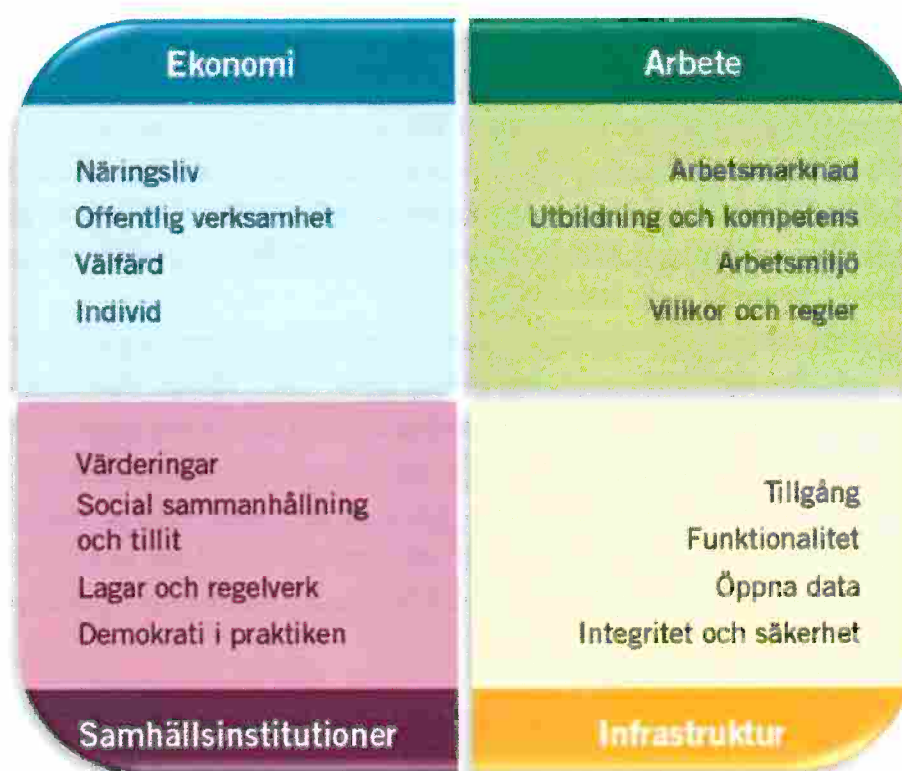 Ekonomi
Näringsliv
Offentlig verksamhet
Välfärd
Individ
Arbete
Arbetsmarknad
Utbildning och kompetens
Arbetsmiljö
Villkor och regler
Värderingar
Social sammanhållning
och tillit
Lagar och regelverk
Demokrati i praktiken
Samhällsinstitutioner
Tillgång
Funktionalitet
Öppna data
Integritet och säkerhet
Infrastruktur